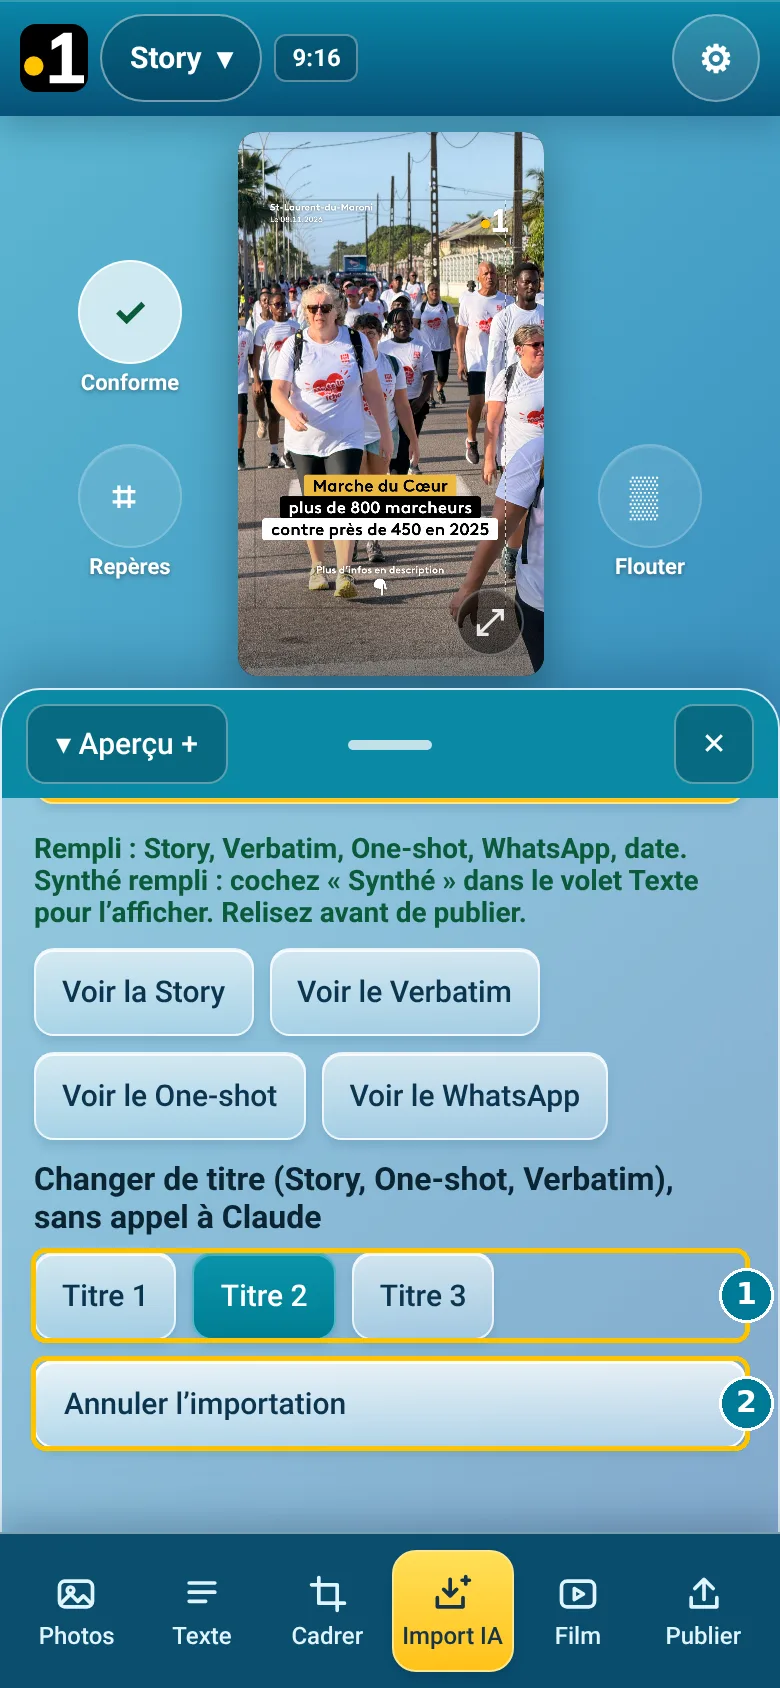 1
Story ▼
9:16
St-Laurent-du-Maroni
Le 08.11.2026
1
Conforme
Repères
Flouter
Marche du Cœur
plus de 800 marcheurs
contre près de 450 en 2025
Plus d'infos en description
▼ Aperçu +
✕
Rempli : Story, Verbatim, One-shot, WhatsApp, date.
Synthé rempli : cochez « Synthé » dans le volet Texte
pour l’afficher. Relisez avant de publier.
Voir la Story
Voir le Verbatim
Voir le One-shot
Voir le WhatsApp
Changer de titre (Story, One-shot, Verbatim),
sans appel à Claude
Titre 1
Titre 2
Titre 3
1
Annuler l’importation
2
Photos
Texte
Cadrer
Import IA
Film
Publier